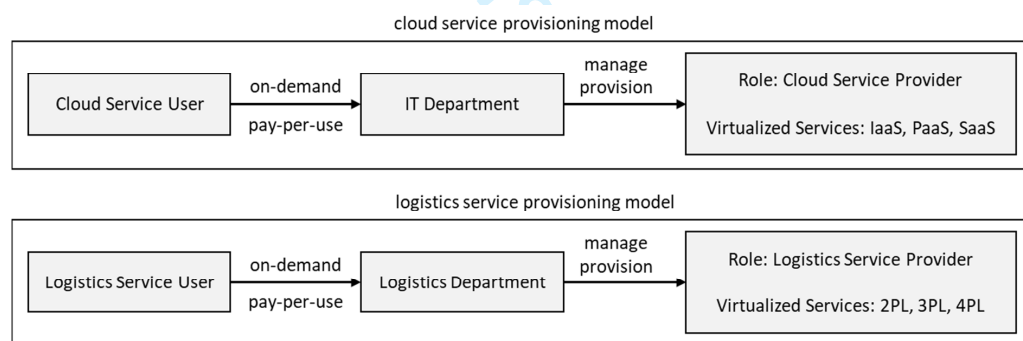 cloud service provisioning model
Cloud Service User
on-demand
pay-per-use
IT Department
manage
provision
Role: Cloud Service Provider
Virtualized Services: IaaS, PaaS, SaaS
logistics service provisioning model
Logistics Service User
on-demand
pay-per-use
Logistics Department
manage
provision
Role: Logistics Service Provider
Virtualized Services: 2PL, 3PL, 4PL